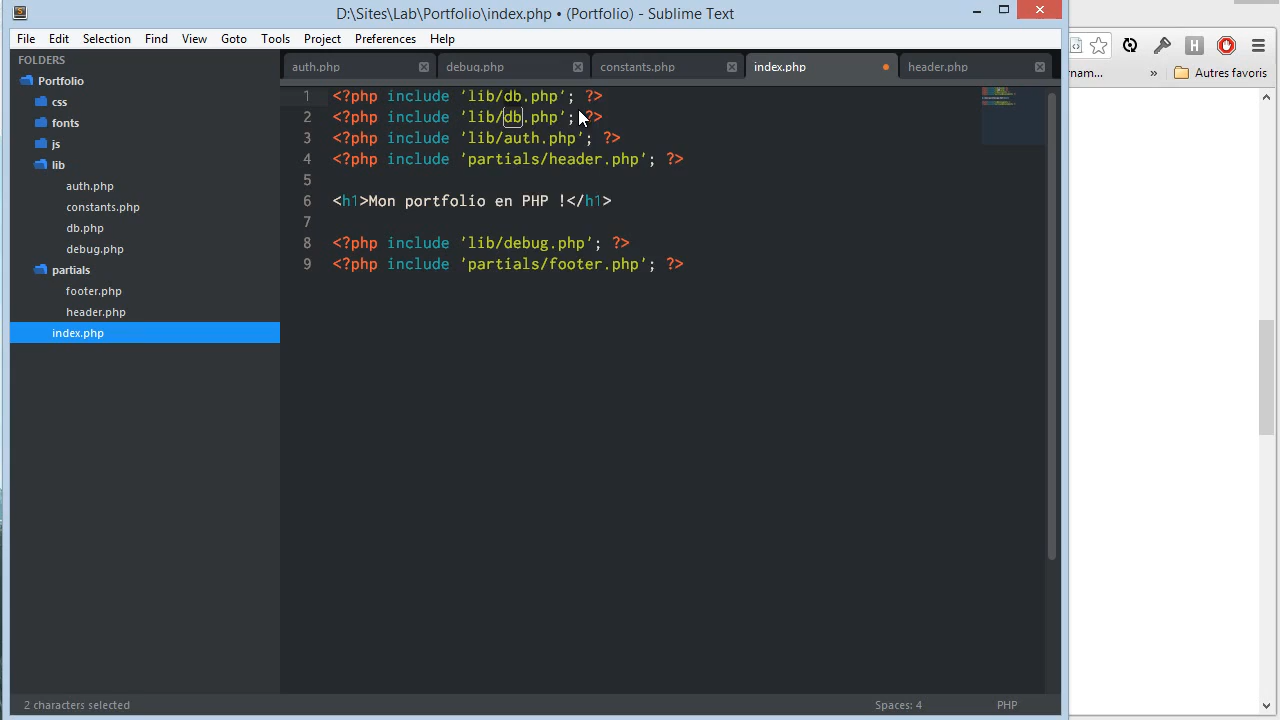 D:\Sites\Lab\Portfolio\index.php • (Portfolio) - Sublime Text
File Edit Selection Find View Goto Tools Project Preferences Help
FOLDERS
Portfolio
css
fonts
js
lib
auth.php
constants.php
db.php
debug.php
partials
footer.php
header.php
index.php
auth.php debug.php constants.php index.php header.php
1 <?php include 'lib/db.php'; ?>
2 <?php include 'lib/db.php'; ?>
3 <?php include 'lib/auth.php'; ?>
4 <?php include 'partials/header.php'; ?>
5
6 <h1>Mon portfolio en PHP !</h1>
7
8 <?php include 'lib/debug.php'; ?>
9 <?php include 'partials/footer.php'; ?>
2 characters selected
Spaces: 4
PHP
H
nam... » Autres favoris